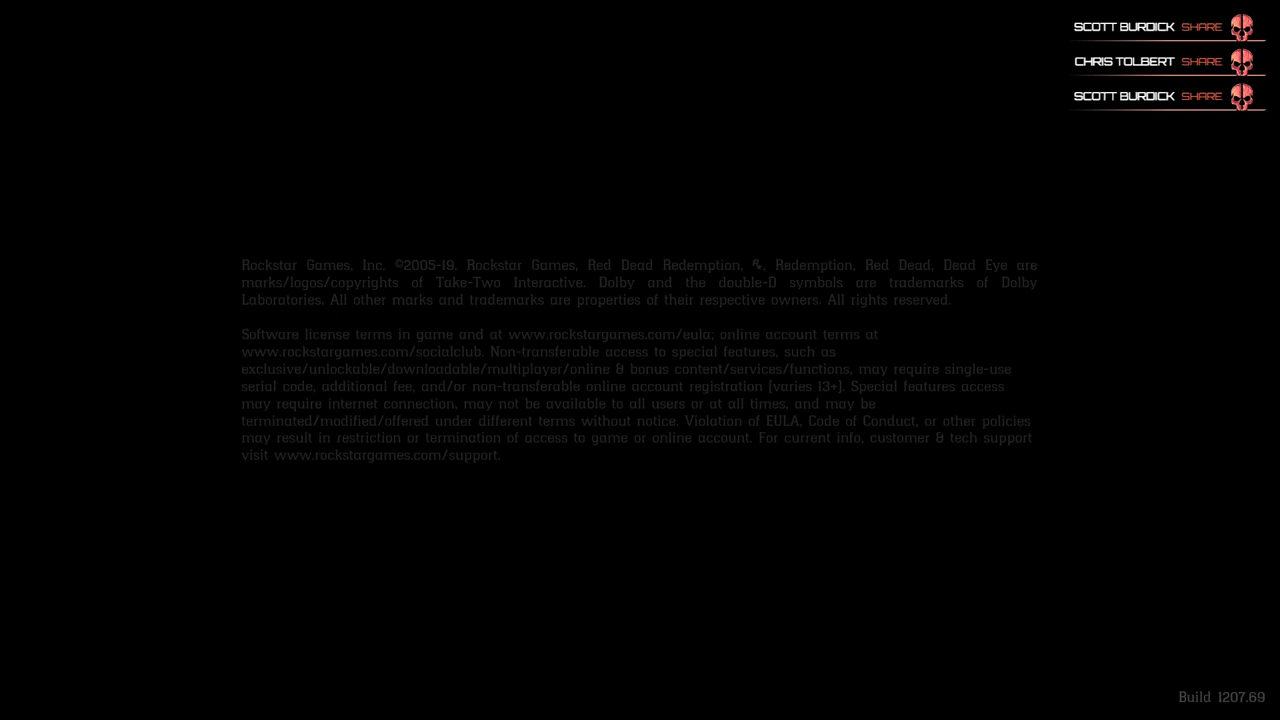 SCOTT BURDICK SHARE
CHRIS TOLBERT SHARE
SCOTT BURDICK SHARE
Rockstar Games, Inc. ©2005-19. Rockstar Games, Red Dead Redemption, R, Redemption, Red Dead, Dead Eye are
marks/logos/copyrights of Take-Two Interactive. Dolby and the double-D symbols are trademarks of Dolby
Laboratories. All other marks and trademarks are properties of their respective owners. All rights reserved.
Software license terms in game and at www.rockstargames.com/eula; online account terms at
www.rockstargames.com/socialclub. Non-transferable access to special features, such as
exclusive/unlockable/downloadable/multiplayer/online & bonus content/services/functions, may require single-use
serial code, additional fee, and/or non-transferable online account registration [varies 13+]. Special features access
may require internet connection, may not be available to all users or at all times, and may be
terminated/modified/offered under different terms without notice. Violation of EULA, Code of Conduct, or other policies
may result in restriction or termination of access to game or online account. For current info, customer & tech support
visit www.rockstargames.com/support.
Build 1207.69